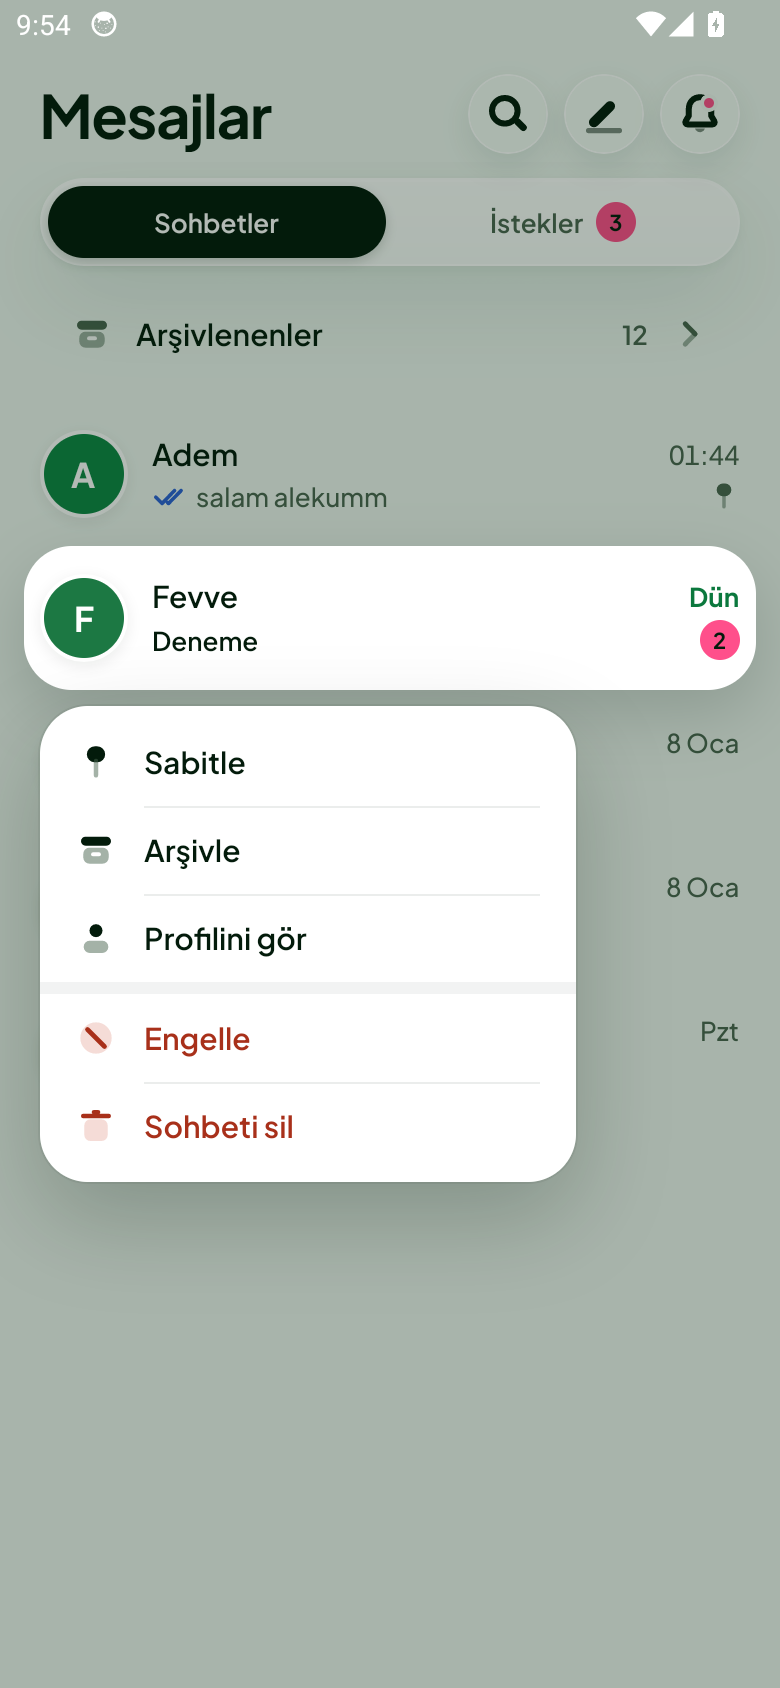 9:54
Mesajlar
Sohbetler
İstekler 3
Arşivlenenler 12
A Adem 01:44
salam alekumm
F Fevve Dün
Deneme 2
8 Oca
Sabitle
Arşivle
8 Oca
Profilini gör
Pzt
Engelle
Sohbeti sil